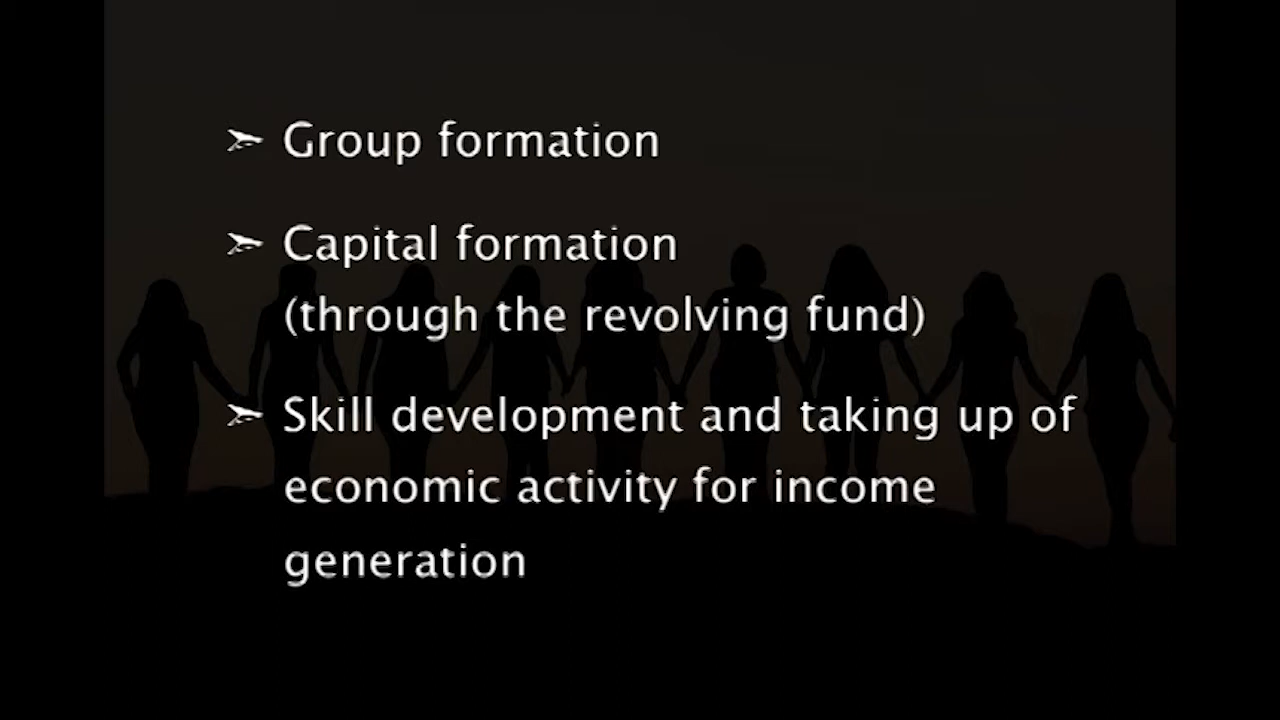 ➢ Group formation
➢ Capital formation
(through the revolving fund)
➢ Skill development and taking up of
economic activity for income
generation